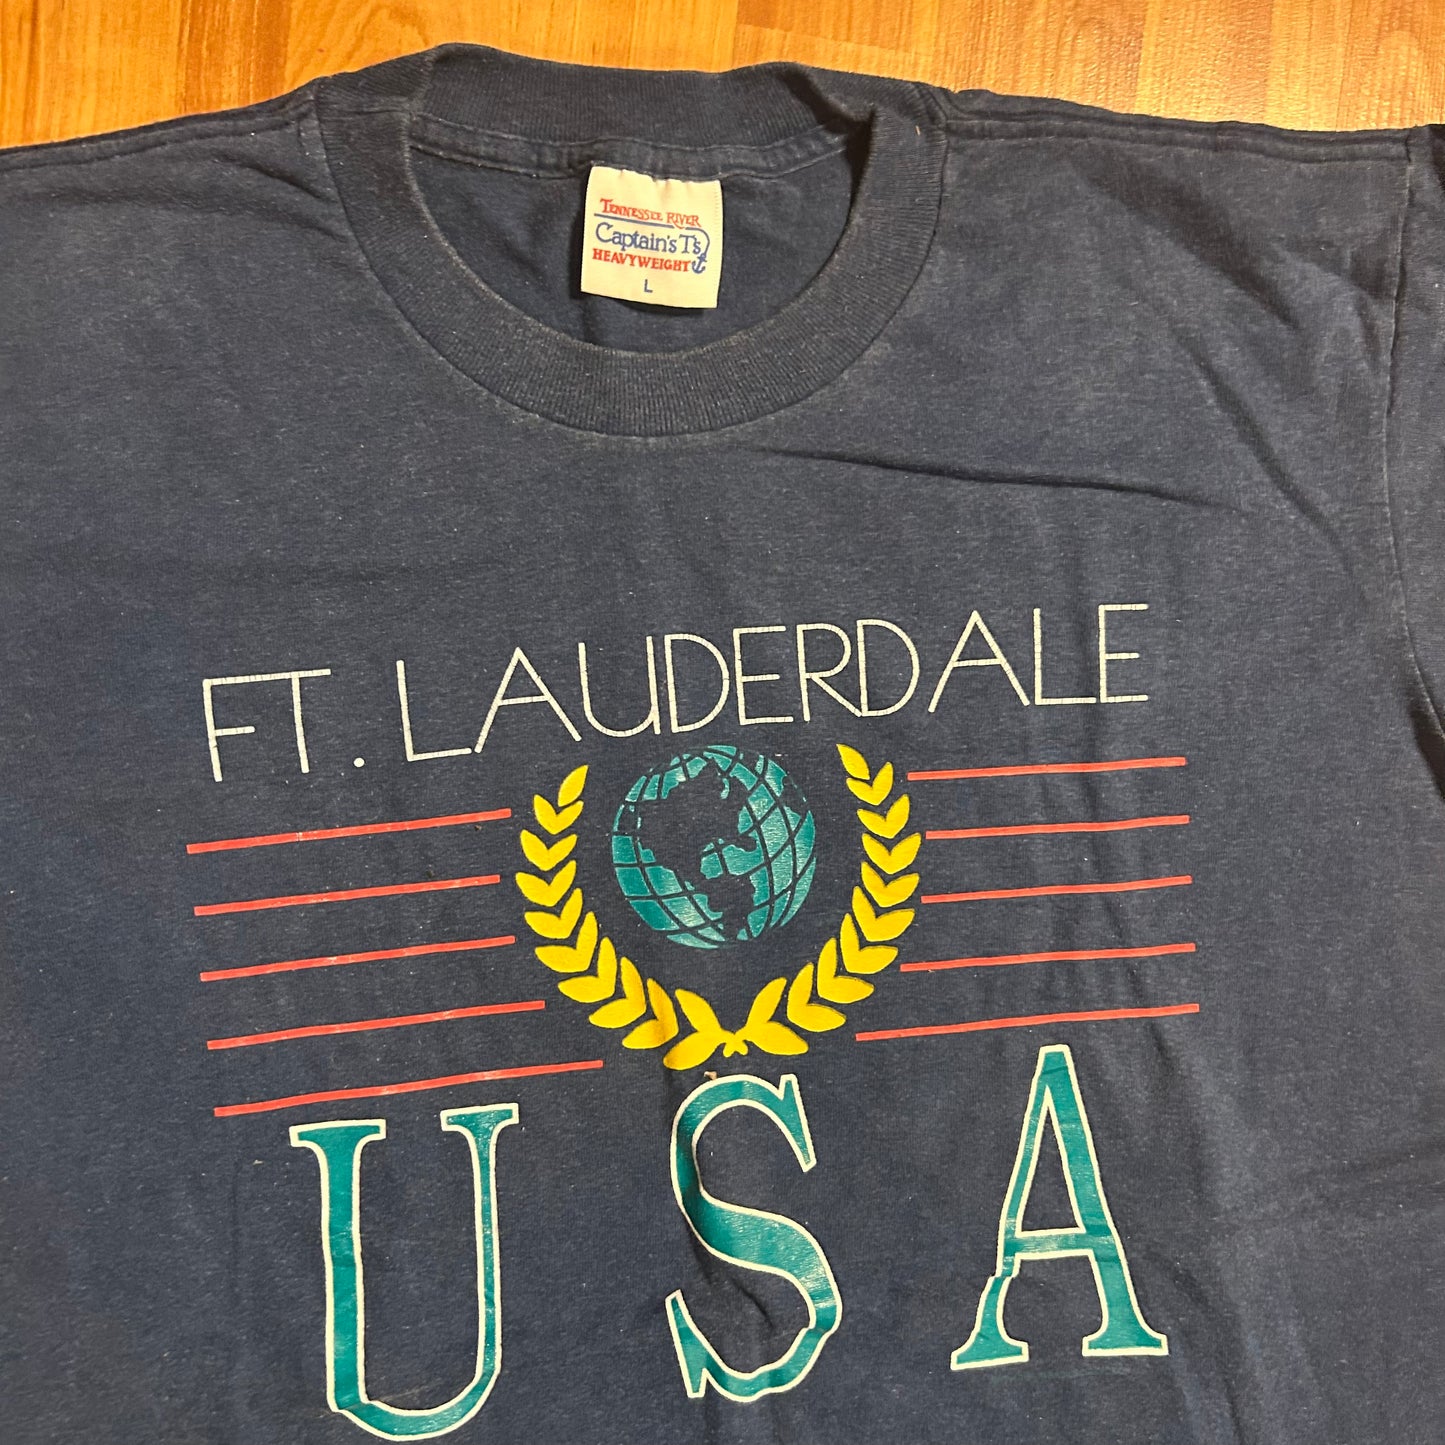 TENNESSEE RIVER
Captain's T's
HEAVYWEIGHT
L
FT. LAUDERDALE
USA